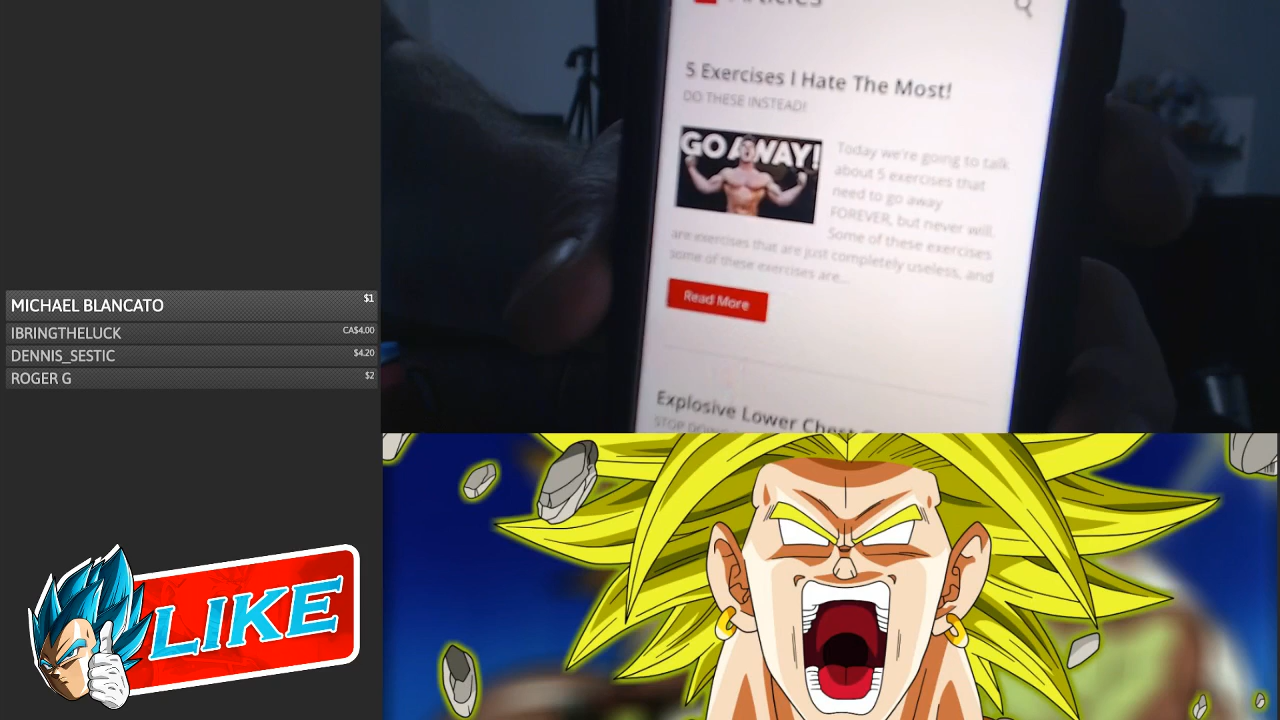 Articles
5 Exercises I Hate The Most!
DO THESE INSTEAD!
GO AWAY!
Today we're going to talk
about 5 exercises that
need to go away
FOREVER, but never will.
Some of these exercises
are exercises that are just completely useless, and
some of these exercises are...
Read More
Explosive Lower Chest
STOP DOING
MICHAEL BLANCATO $1
IBRINGTHELUCK CA$4.00
DENNIS_SESTIC $4.20
ROGER G $2
LIKE